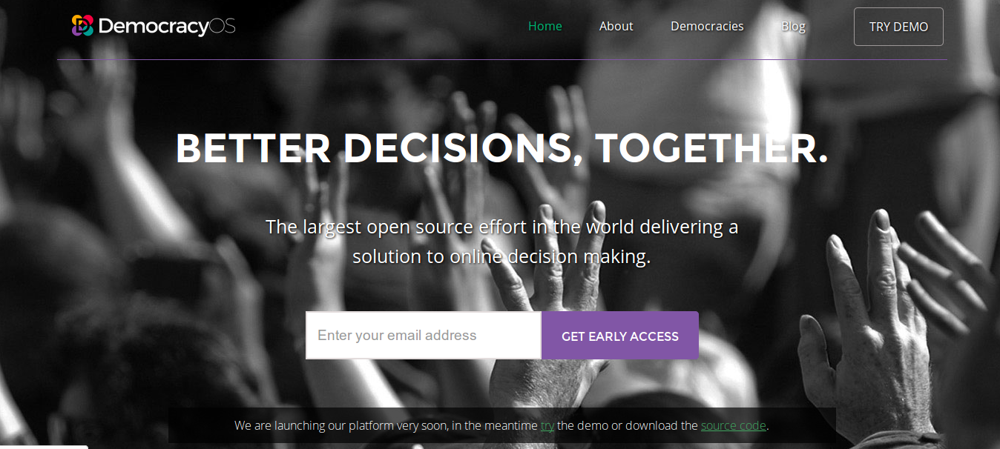 DemocracyOS
Home About Democracies Blog TRY DEMO
BETTER DECISIONS, TOGETHER.
The largest open source effort in the world delivering a
solution to online decision making.
Enter your email address GET EARLY ACCESS
We are launching our platform very soon, in the meantime try the demo or download the source code.